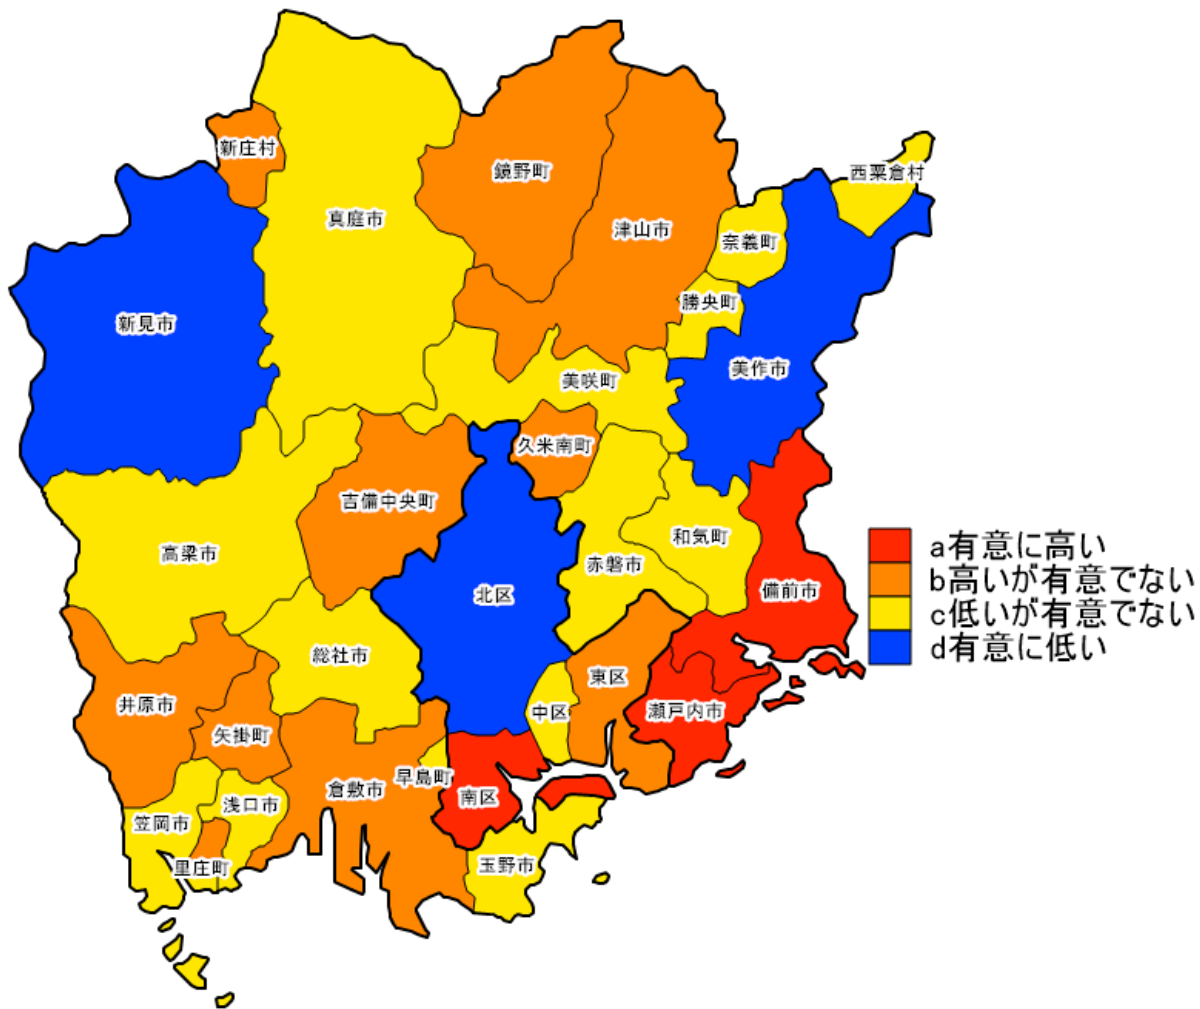 新庄村
鏡野町
西粟倉村
真庭市
津山市
奈義町
勝央町
新見市
美作市
美咲町
久米南町
吉備中央町
和気町
高梁市
赤磐市
備前市
北区
総社市
東区
井原市
中区
瀬戸内市
矢掛町
早島町
倉敷市
南区
浅口市
笠岡市
里庄町
玉野市
a有意に高い
b高いが有意でない
c低いが有意でない
d有意に低い